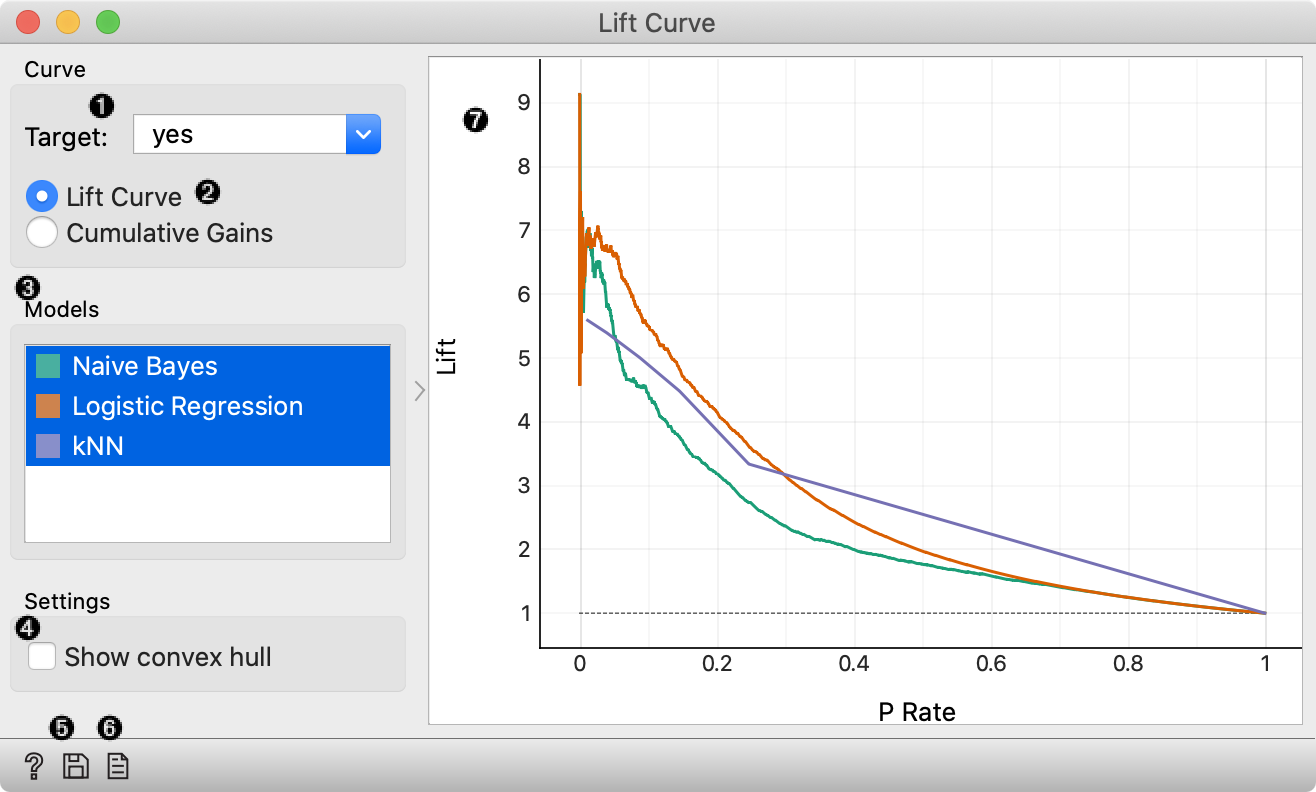 Lift Curve
Curve
❶
Target: yes
Lift Curve ❷
Cumulative Gains
❸
Models
Naive Bayes
Logistic Regression
kNN
Settings
❹
Show convex hull
❺ ❻
?
❼
9
8
7
6
5
4
3
2
1
Lift
0 0.2 0.4 0.6 0.8 1
P Rate